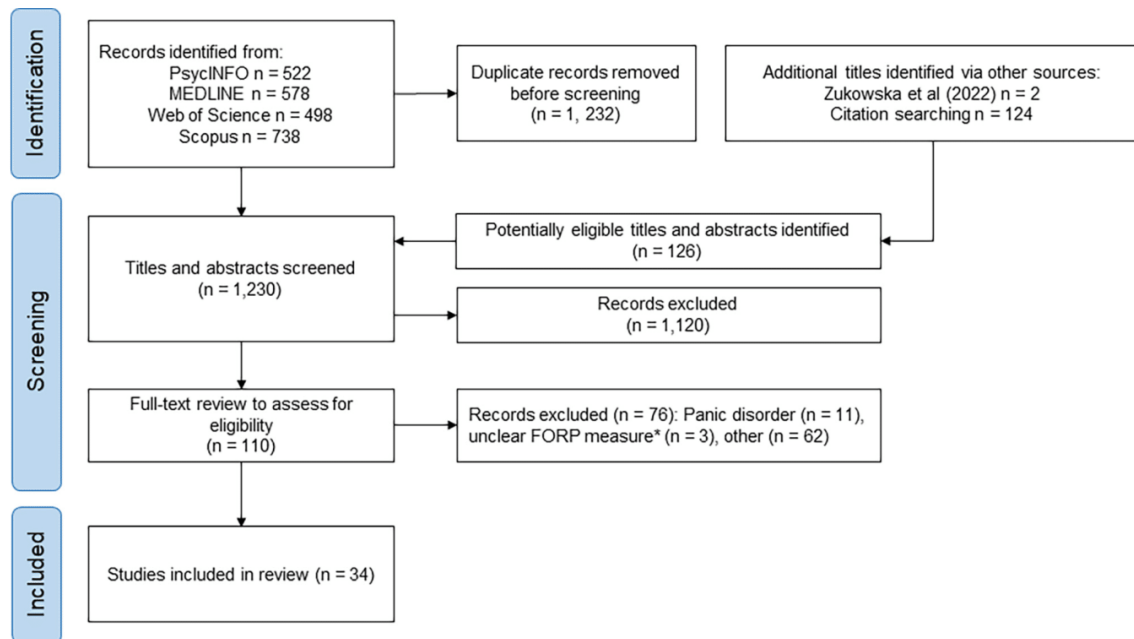 Identification
Records identified from:
PsycINFO n = 522
MEDLINE n = 578
Web of Science n = 498
Scopus n = 738
Duplicate records removed
before screening
(n = 1, 232)
Additional titles identified via other sources:
Zukowska et al (2022) n = 2
Citation searching n = 124
Screening
Titles and abstracts screened
(n = 1,230)
Potentially eligible titles and abstracts identified
(n = 126)
Records excluded
(n = 1,120)
Full-text review to assess for
eligibility
(n = 110)
Records excluded (n = 76): Panic disorder (n = 11),
unclear FORP measure* (n = 3), other (n = 62)
Included
Studies included in review (n = 34)